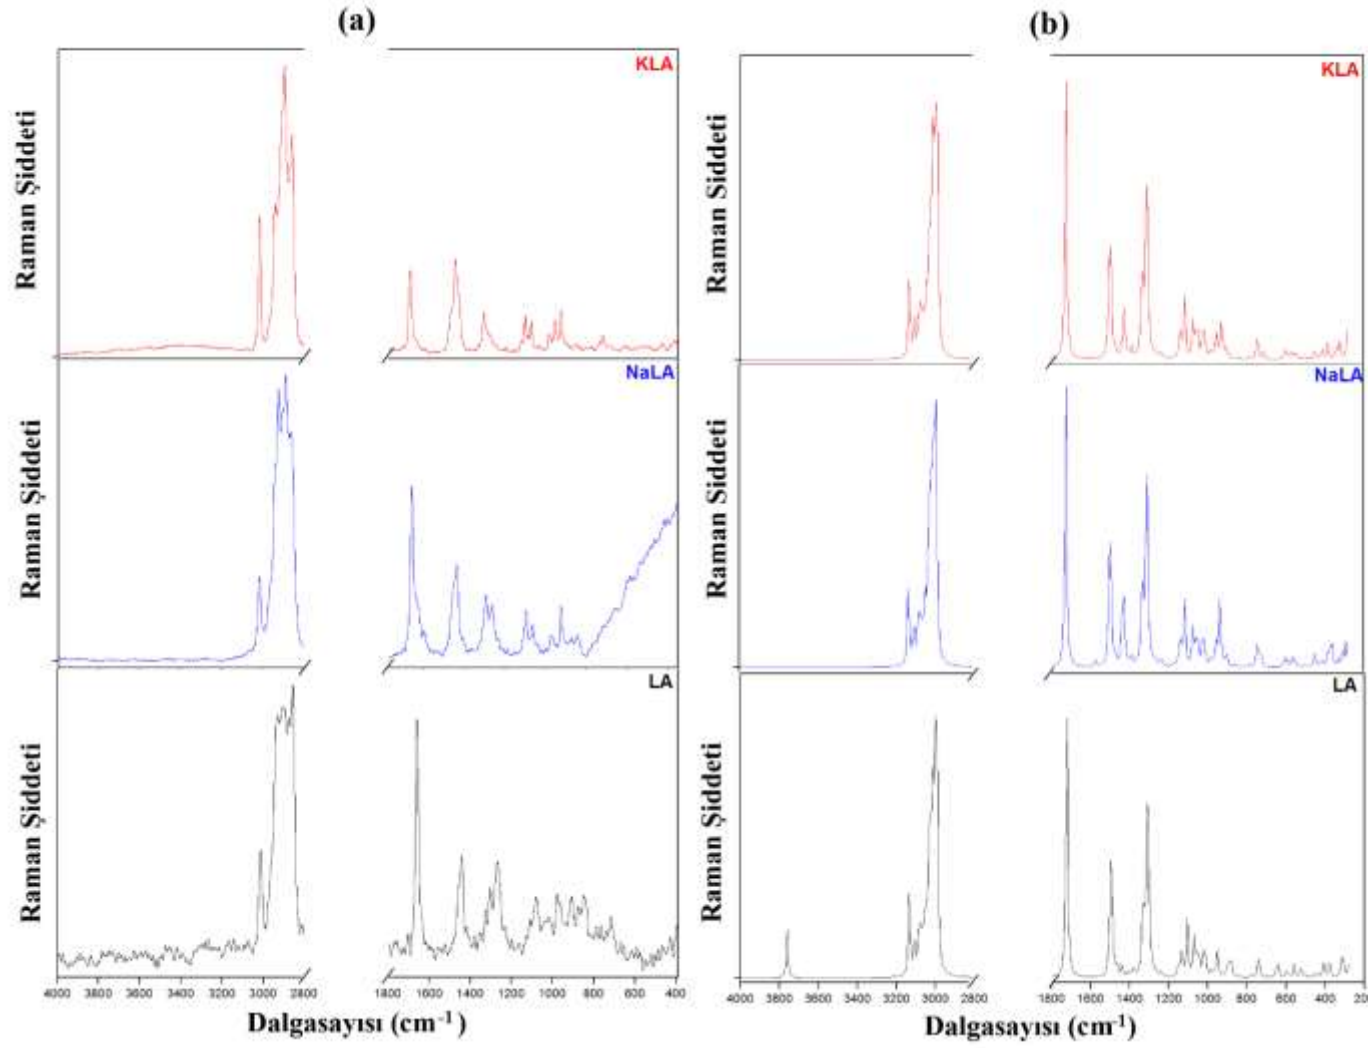 (a)
(b)
KLA
Raman Şiddeti
NaLA
Raman Şiddeti
LA
Raman Şiddeti
4000 3800 3600 3400 3200 3000 2800 1800 1600 1400 1200 1000 800 600 400
Dalgasayısı (cm-1)
KLA
Raman Şiddeti
NaLA
Raman Şiddeti
LA
Raman Şiddeti
4000 3800 3600 3400 3200 3000 2800 1800 1600 1400 1200 1000 800 600 400 20
Dalgasayısı (cm-1)